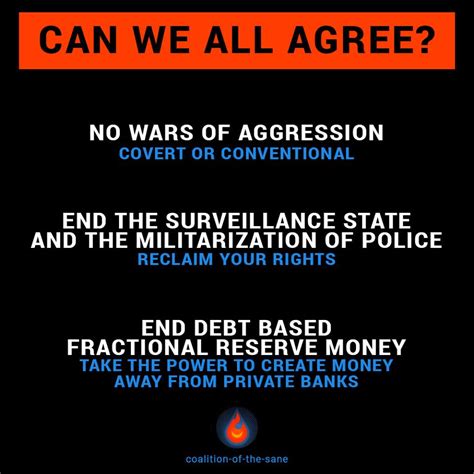 CAN WE ALL AGREE?
NO WARS OF AGGRESSION
COVERT OR CONVENTIONAL
END THE SURVEILLANCE STATE
AND THE MILITARIZATION OF POLICE
RECLAIM YOUR RIGHTS
END DEBT BASED
FRACTIONAL RESERVE MONEY
TAKE THE POWER TO CREATE MONEY
AWAY FROM PRIVATE BANKS
coalition-of-the-sane